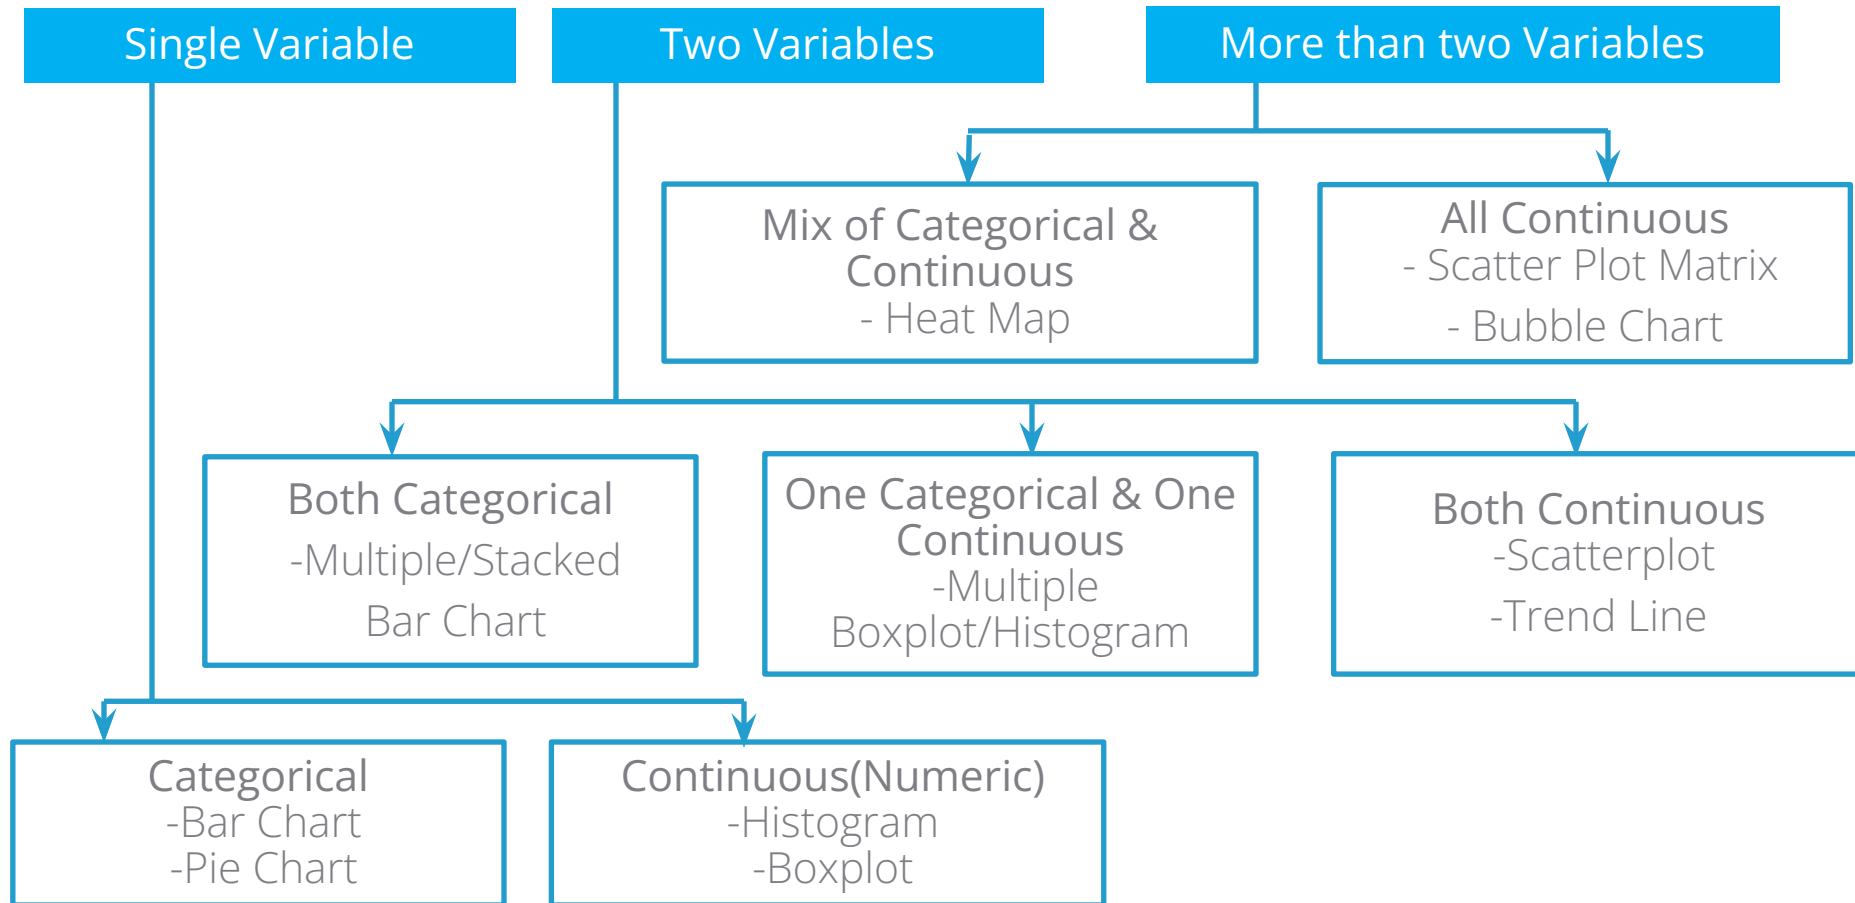 Single Variable
Two Variables
More than two Variables
Mix of Categorical &
Continuous
- Heat Map
All Continuous
- Scatter Plot Matrix
- Bubble Chart
Both Categorical
-Multiple/Stacked
Bar Chart
One Categorical & One
Continuous
-Multiple
Boxplot/Histogram
Both Continuous
-Scatterplot
-Trend Line
Categorical
-Bar Chart
-Pie Chart
Continuous(Numeric)
-Histogram
-Boxplot